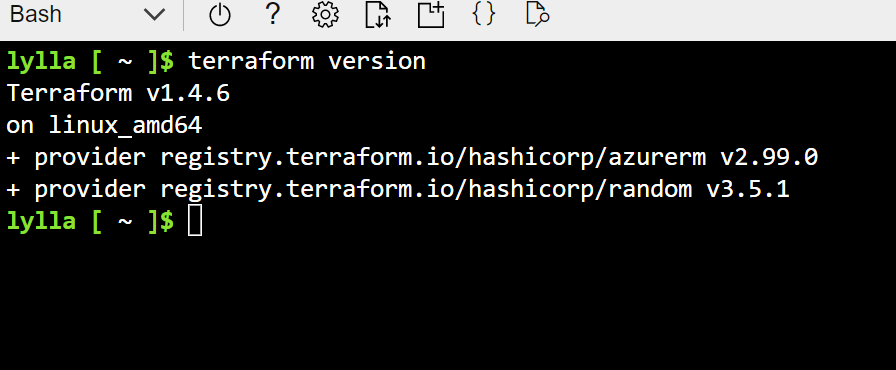 Bash ?
lylla [ ~ ]$ terraform version
Terraform v1.4.6
on linux_amd64
+ provider registry.terraform.io/hashicorp/azurerm v2.99.0
+ provider registry.terraform.io/hashicorp/random v3.5.1
lylla [ ~ ]$